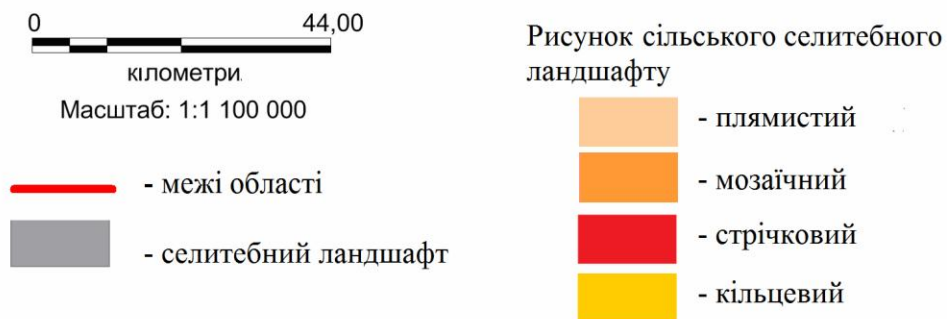 0 44,00
кілометри
Масштаб: 1:1 100 000
- межі області
- селитебний ландшафт
Рисунок сільського селитебного
ландшафту
- плямистий
- мозаїчний
- стрічковий
- кільцевий